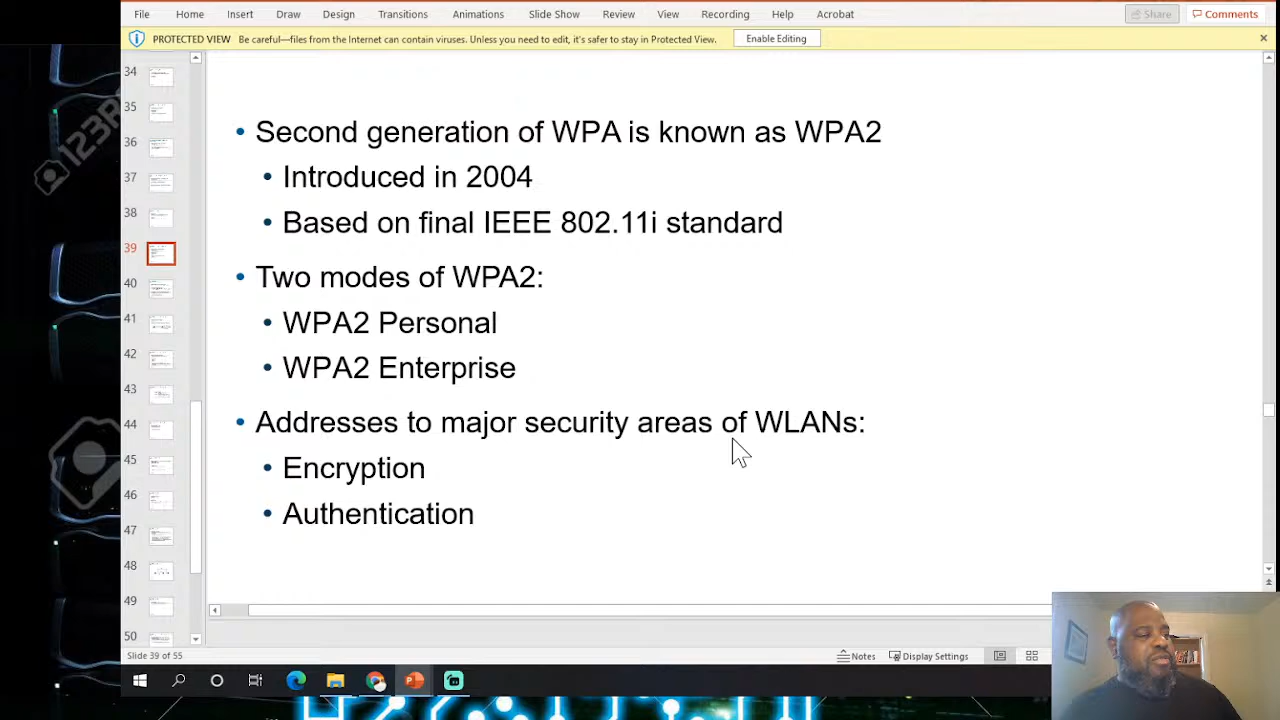 File Home Insert Draw Design Transitions Animations Slide Show Review View Recording Help Acrobat Share Comments
PROTECTED VIEW Be careful—files from the Internet can contain viruses. Unless you need to edit, it's safer to stay in Protected View. Enable Editing
34
35
36
37
38
39
40
41
42
43
44
45
46
47
48
49
50
• Second generation of WPA is known as WPA2
• Introduced in 2004
• Based on final IEEE 802.11i standard
• Two modes of WPA2:
• WPA2 Personal
• WPA2 Enterprise
• Addresses to major security areas of WLANs:
• Encryption
• Authentication
Slide 39 of 55 Notes Display Settings